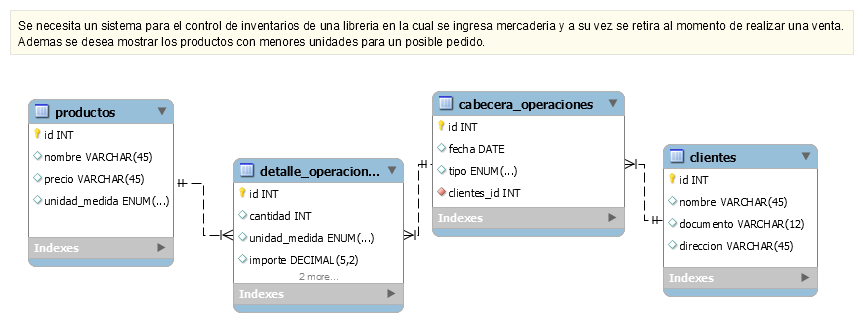 Se necesita un sistema para el control de inventarios de una libreria en la cual se ingresa mercaderia y a su vez se retira al momento de realizar una venta.
Ademas se desea mostrar los productos con menores unidades para un posible pedido.
productos
id INT
nombre VARCHAR(45)
precio VARCHAR(45)
unidad_medida ENUM(...)
Indexes
detalle_operacion...
id INT
cantidad INT
unidad_medida ENUM(...)
importe DECIMAL(5,2)
2 more...
Indexes
cabecera_operaciones
id INT
fecha DATE
tipo ENUM(...)
clientes_id INT
Indexes
clientes
id INT
nombre VARCHAR(45)
documento VARCHAR(12)
direccion VARCHAR(45)
Indexes